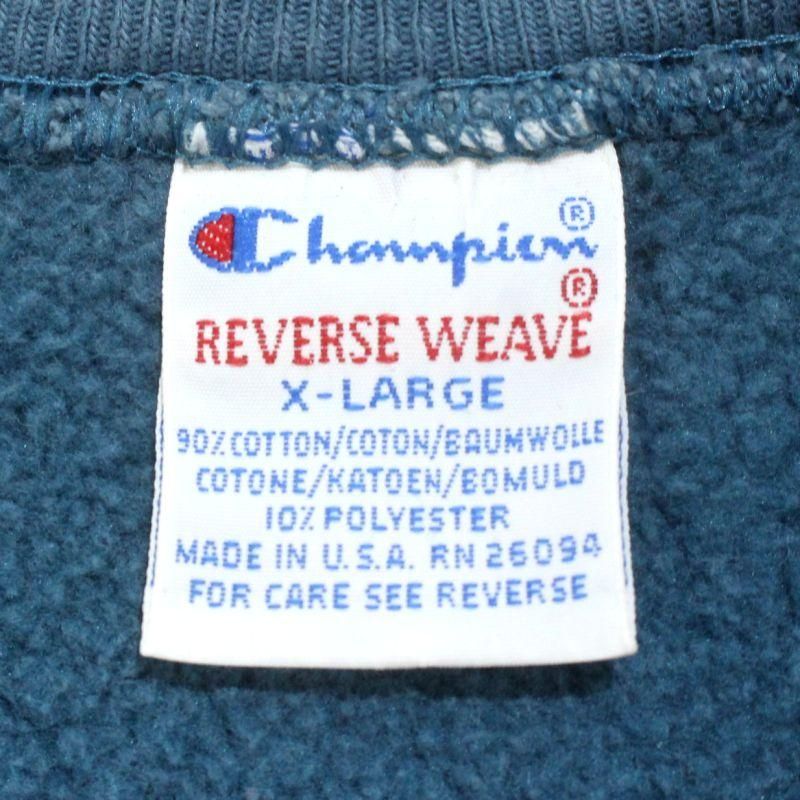 Champion®
REVERSE WEAVE®
X-LARGE
90% COTTON/COTON/BAUMWOLLE
COTONE/KATOEN/BOMULD
10% POLYESTER
MADE IN U.S.A. RN 26094
FOR CARE SEE REVERSE